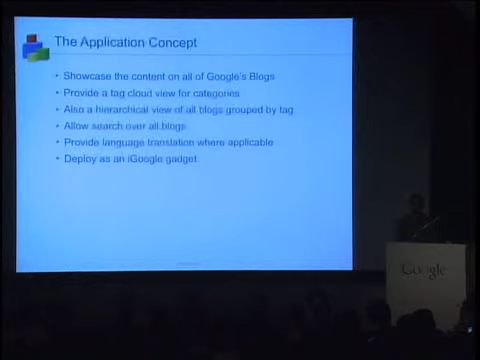 The Application Concept
• Showcase the content on all of Google's Blogs
• Provide a tag cloud view for categories
• Also a hierarchical view of all blogs grouped by tag
• Allow search over all blogs
• Provide language translation where applicable
• Deploy as an iGoogle gadget
Google